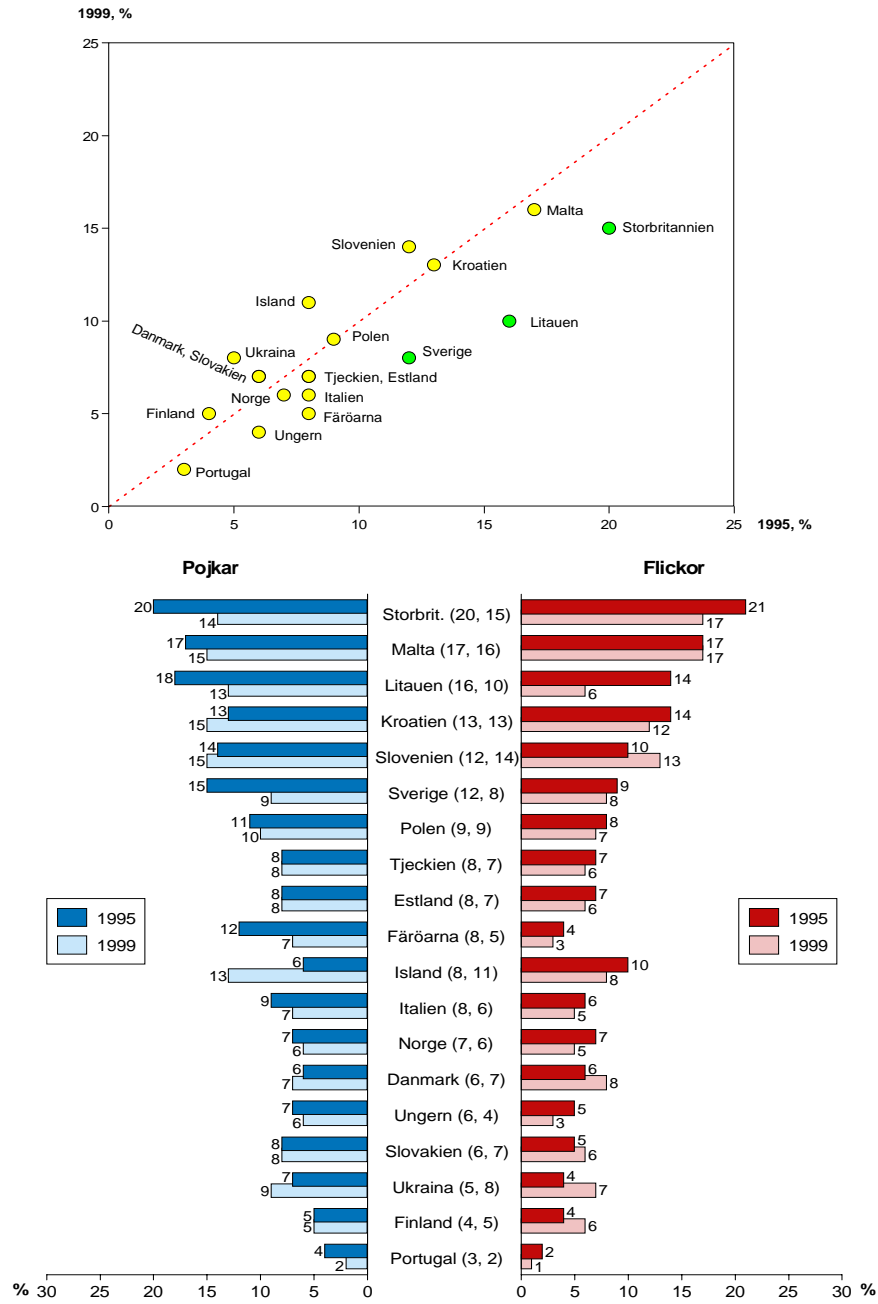 1999, %
25
20
15
10
5
0
Malta
Storbritannien
Slovenien
Kroatien
Island
Litauen
Danmark, Slovakien
Ukraina
Polen
Sverige
Tjeckien, Estland
Norge
Italien
Finland
Färöarna
Ungern
Portugal
0 5 10 15 20 25
1995, %
Pojkar Flickor
20 Storbrit. (20, 15) 21
14 17
17 Malta (17, 16) 17
15 17
18 Litauen (16, 10) 14
13 6
13 Kroatien (13, 13) 14
15 12
14 Slovenien (12, 14) 10
15 13
15 Sverige (12, 8) 9
9 8
11 Polen (9, 9) 8
10 7
8 Tjeckien (8, 7) 7
8 6
8 Estland (8, 7) 7
8 6
12 Färöarna (8, 5) 4
7 3
6 Island (8, 11) 10
13 8
9 Italien (8, 6) 6
7 5
7 Norge (7, 6) 7
6 5
6 Danmark (6, 7) 6
7 8
7 Ungern (6, 4) 5
6 3
8 Slovakien (6, 7) 5
8 6
7 Ukraina (5, 8) 4
9 7
5 Finland (4, 5) 4
5 6
4 Portugal (3, 2) 2
2 1
1995
1999
1995
1999
% 30 25 20 15 10 5 0 0 5 10 15 20 25 30 %